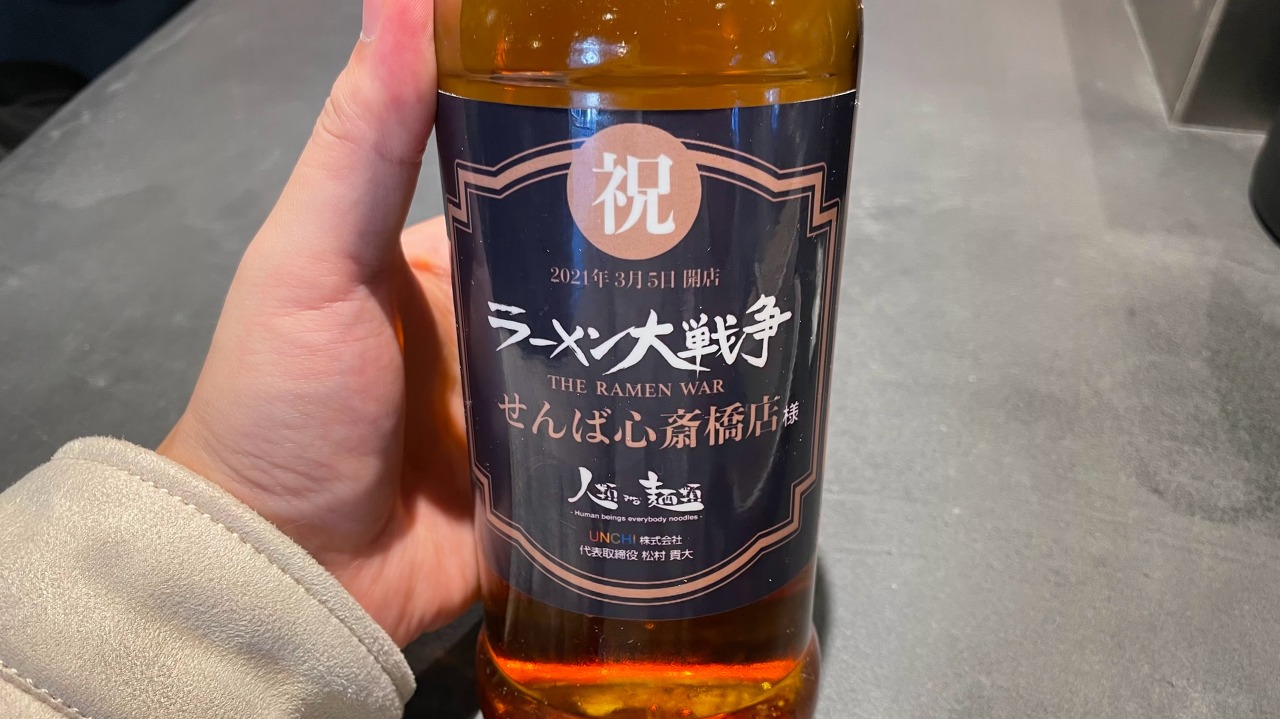 祝
2021年 3月5日 開店
ラーメン大戦争
THE RAMEN WAR
せんば心斎橋店様
人類みな麺類
- Human beings everybody noodles -
UNCHI 株式会社
代表取締役 松村 貴大